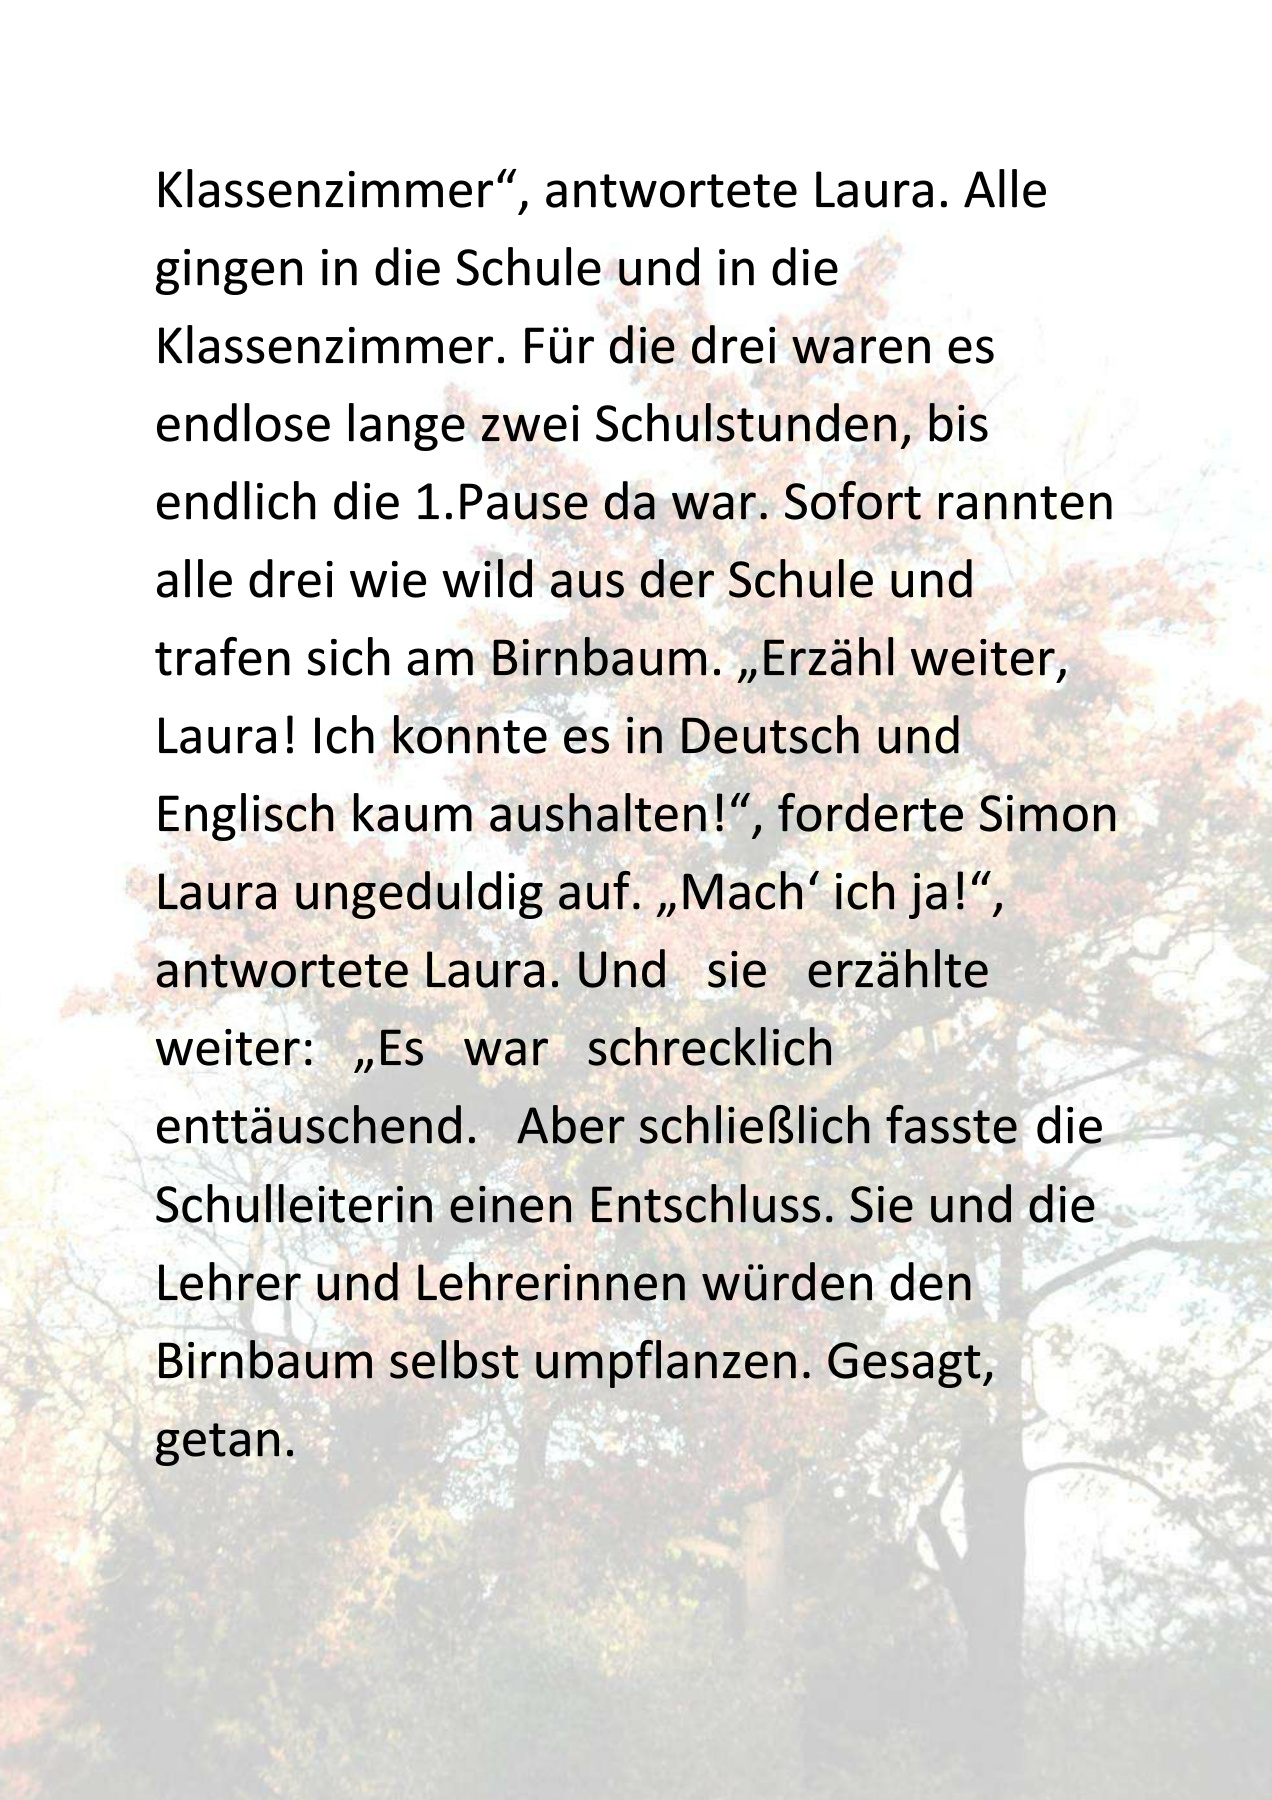 Klassenzimmer“, antwortete Laura. Alle
gingen in die Schule und in die
Klassenzimmer. Für die drei waren es
endlose lange zwei Schulstunden, bis
endlich die 1.Pause da war. Sofort rannten
alle drei wie wild aus der Schule und
trafen sich am Birnbaum. „Erzähl weiter,
Laura! Ich konnte es in Deutsch und
Englisch kaum aushalten!“, forderte Simon
Laura ungeduldig auf. „Mach‘ ich ja!“,
antwortete Laura. Und sie erzählte
weiter: „Es war schrecklich
enttäuschend. Aber schließlich fasste die
Schulleiterin einen Entschluss. Sie und die
Lehrer und Lehrerinnen würden den
Birnbaum selbst umpflanzen. Gesagt,
getan.